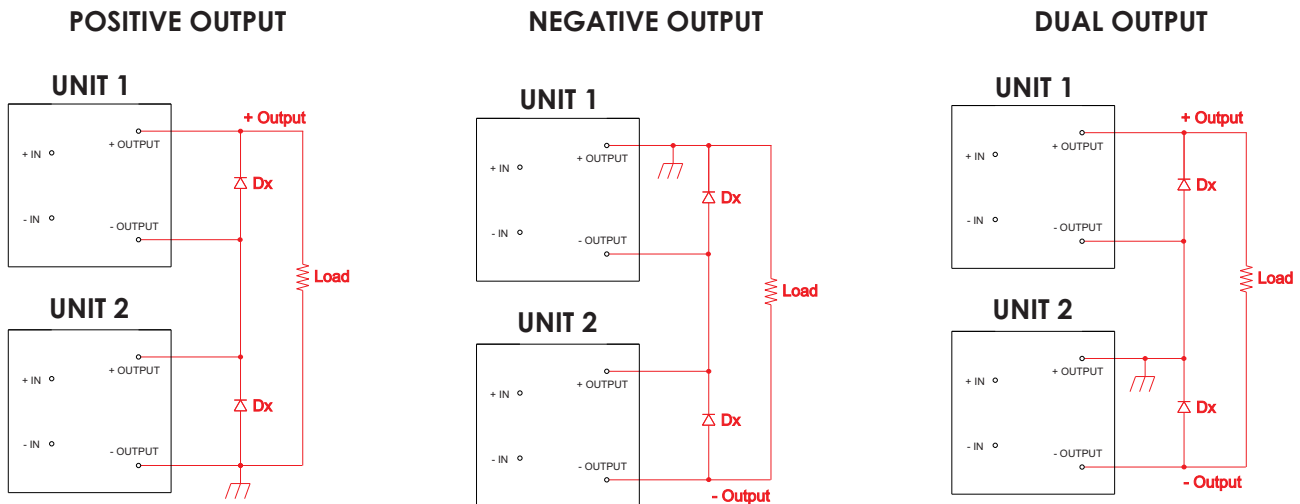 POSITIVE OUTPUT
UNIT 1
+ Output
+ OUTPUT
+ IN
Dx
- IN
- OUTPUT
Load
UNIT 2
+ OUTPUT
+ IN
Dx
- IN
- OUTPUT
NEGATIVE OUTPUT
UNIT 1
+ OUTPUT
+ IN
Dx
- IN
- OUTPUT
Load
UNIT 2
+ OUTPUT
+ IN
Dx
- IN
- OUTPUT
- Output
DUAL OUTPUT
UNIT 1
+ Output
+ OUTPUT
+ IN
Dx
- IN
- OUTPUT
Load
UNIT 2
+ OUTPUT
+ IN
Dx
- IN
- OUTPUT
- Output